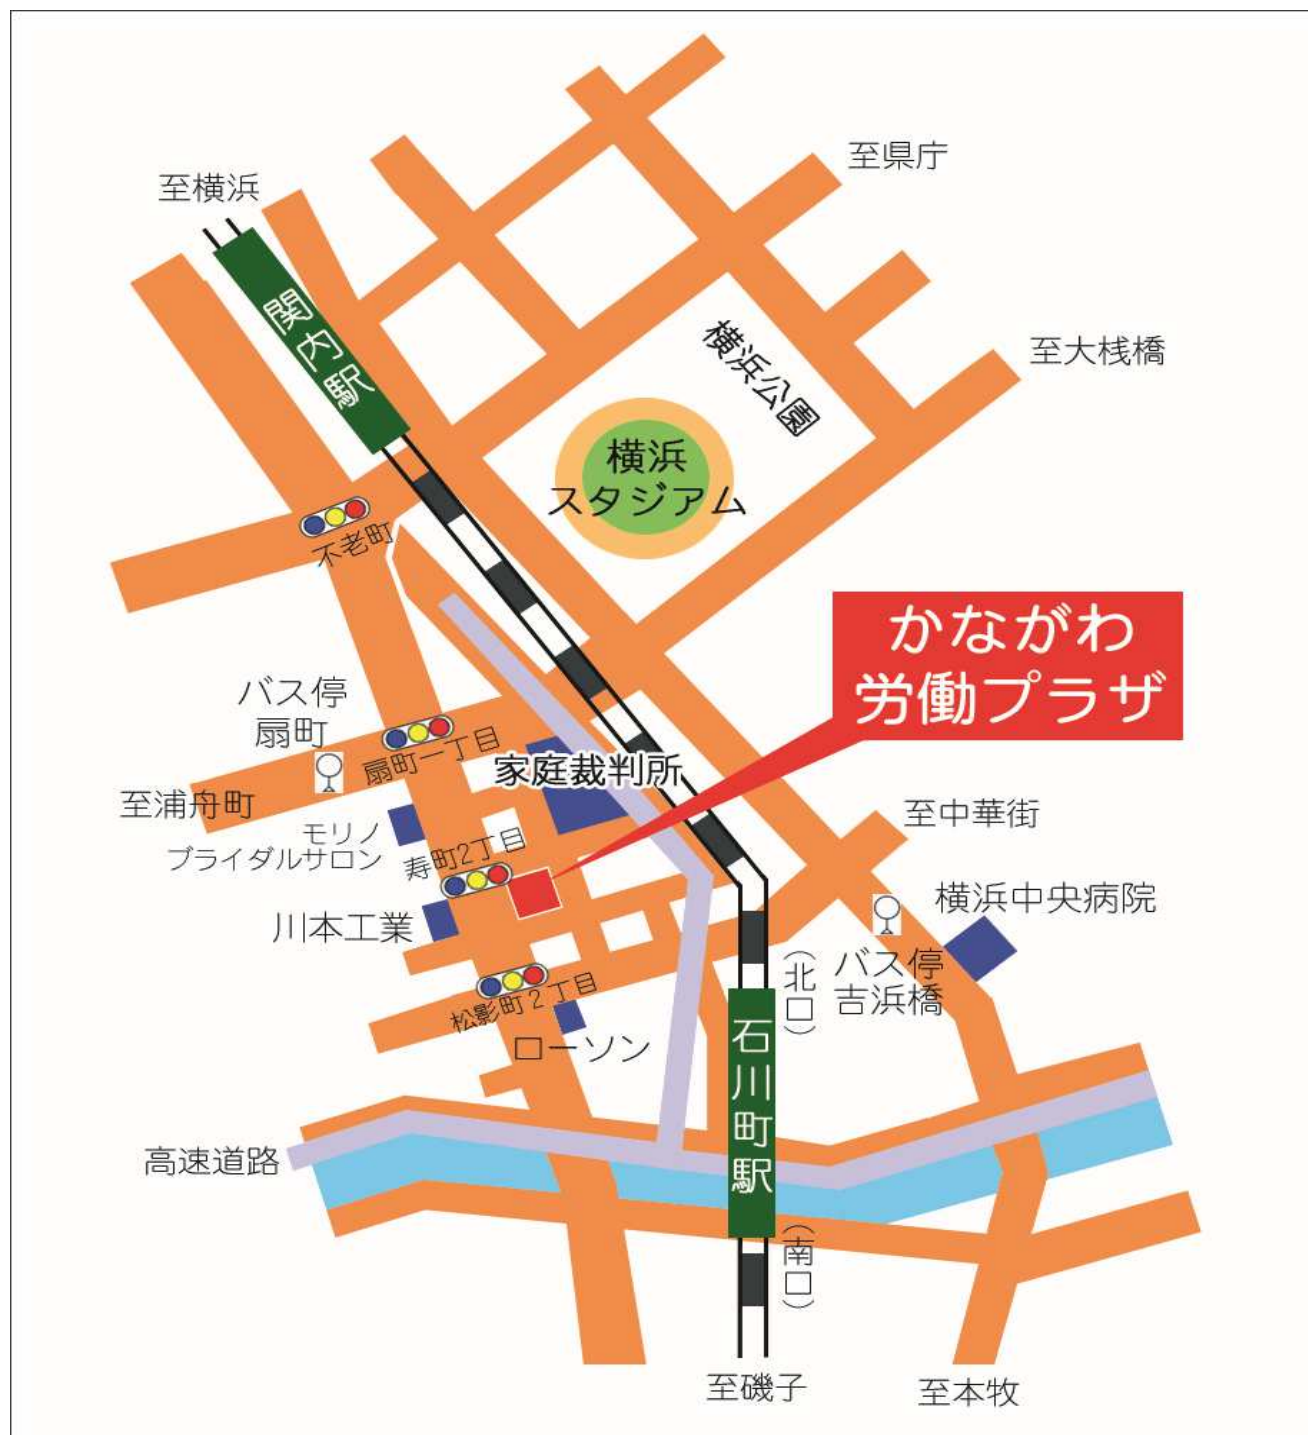 至県庁
至横浜
関内駅
横浜公園
至大桟橋
横浜
スタジアム
不老町
かながわ
労働プラザ
バス停
扇町
扇町一丁目
家庭裁判所
至浦舟町
モリノ
ブライダルサロン
寿町2丁目
至中華街
川本工業
横浜中央病院
(北口)
バス停
吉浜橋
松影町2丁目
ローソン
石川町駅
高速道路
(南口)
至磯子
至本牧